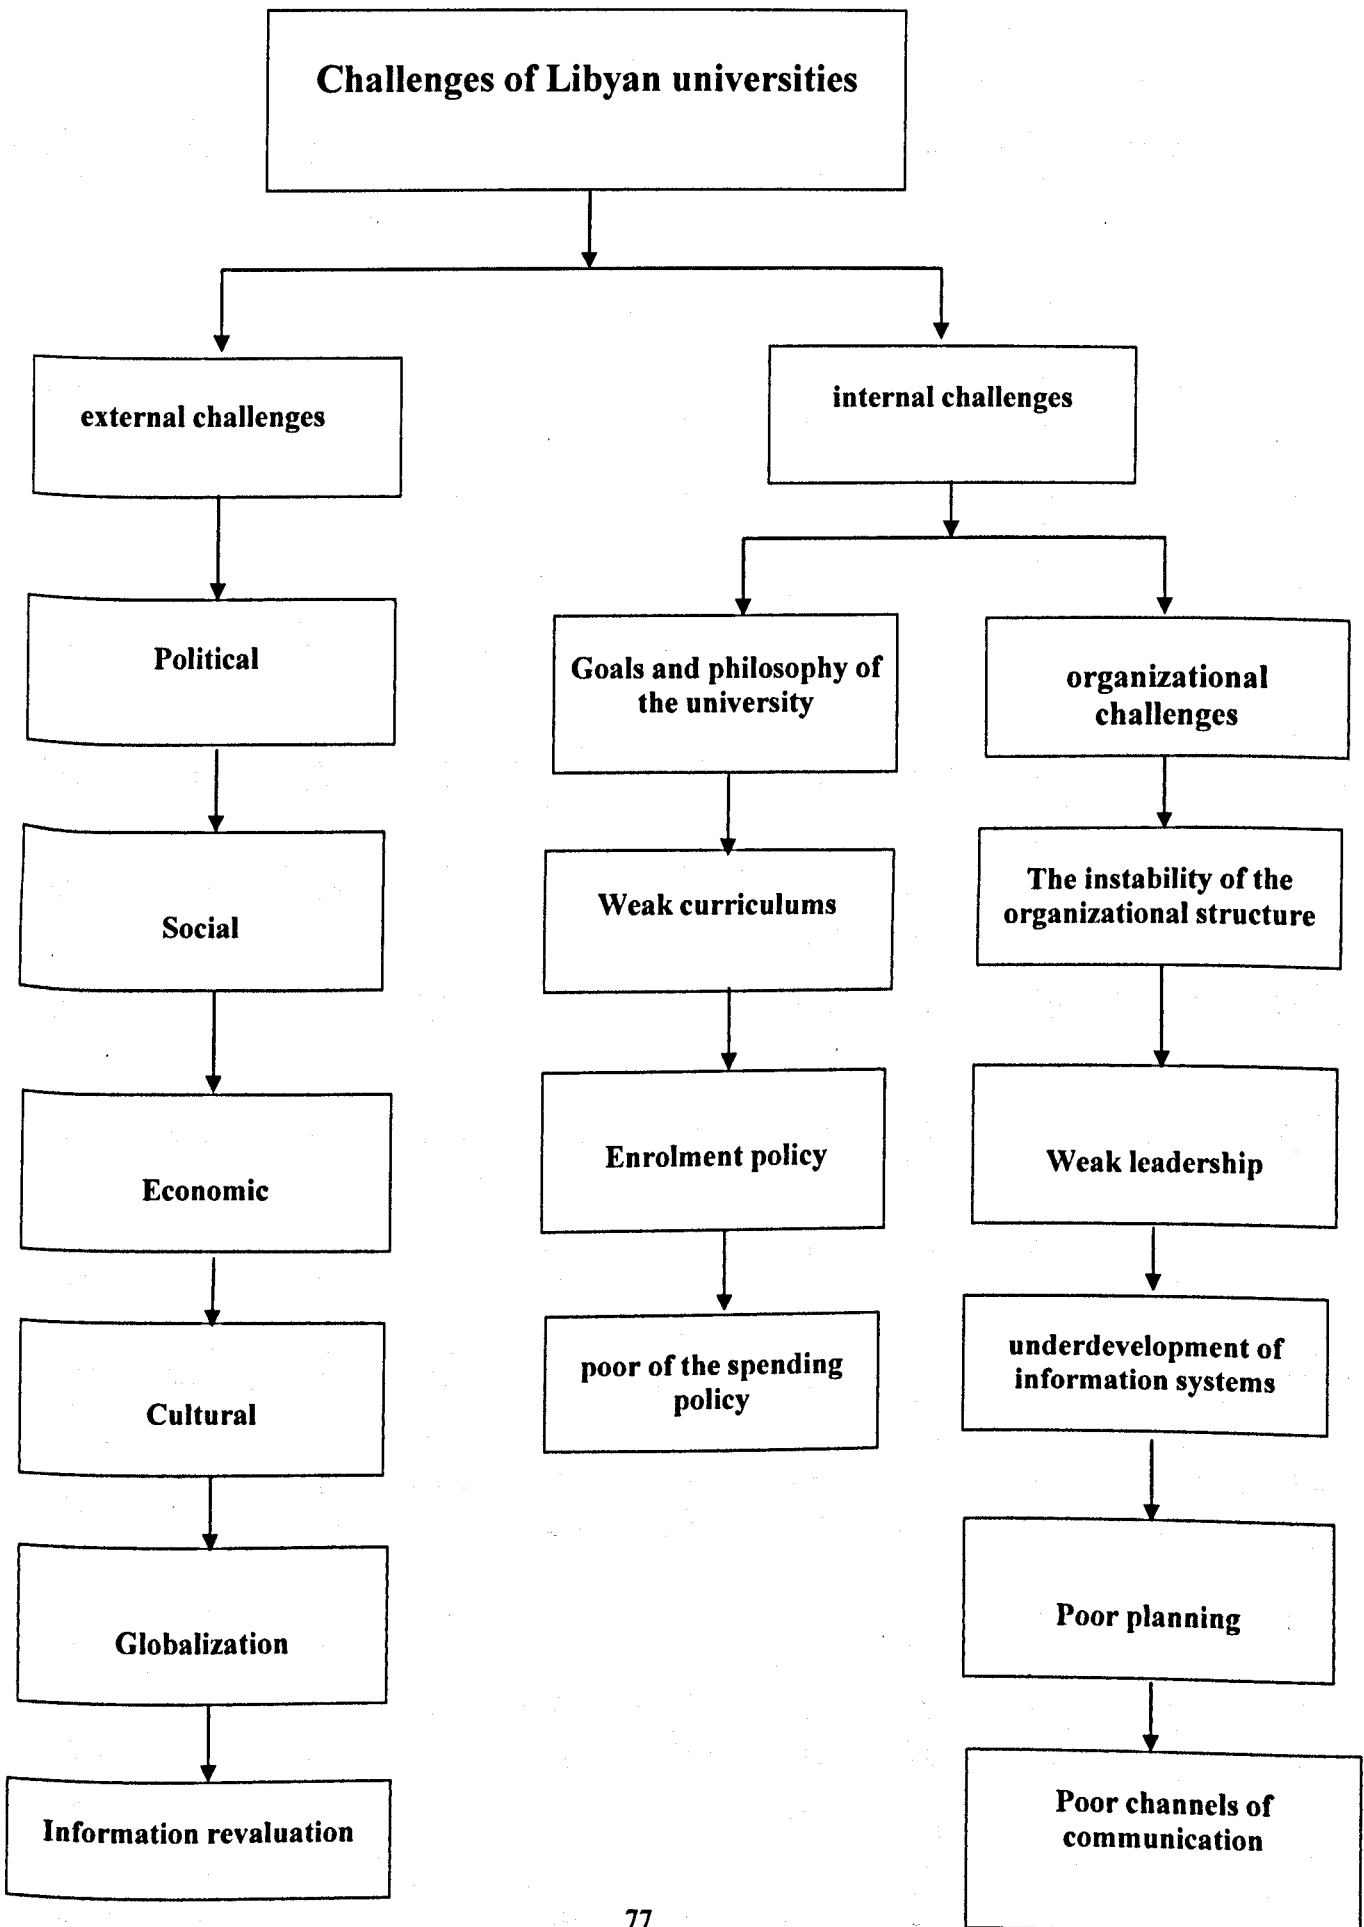 Challenges of Libyan universities
external challenges
internal challenges
Political
Goals and philosophy of
the university
organizational
challenges
Social
Weak curriculums
The instability of the
organizational structure
Economic
Enrolment policy
Weak leadership
Cultural
poor of the spending
policy
underdevelopment of
information systems
Globalization
Poor planning
Information revaluation
Poor channels of
communication
77